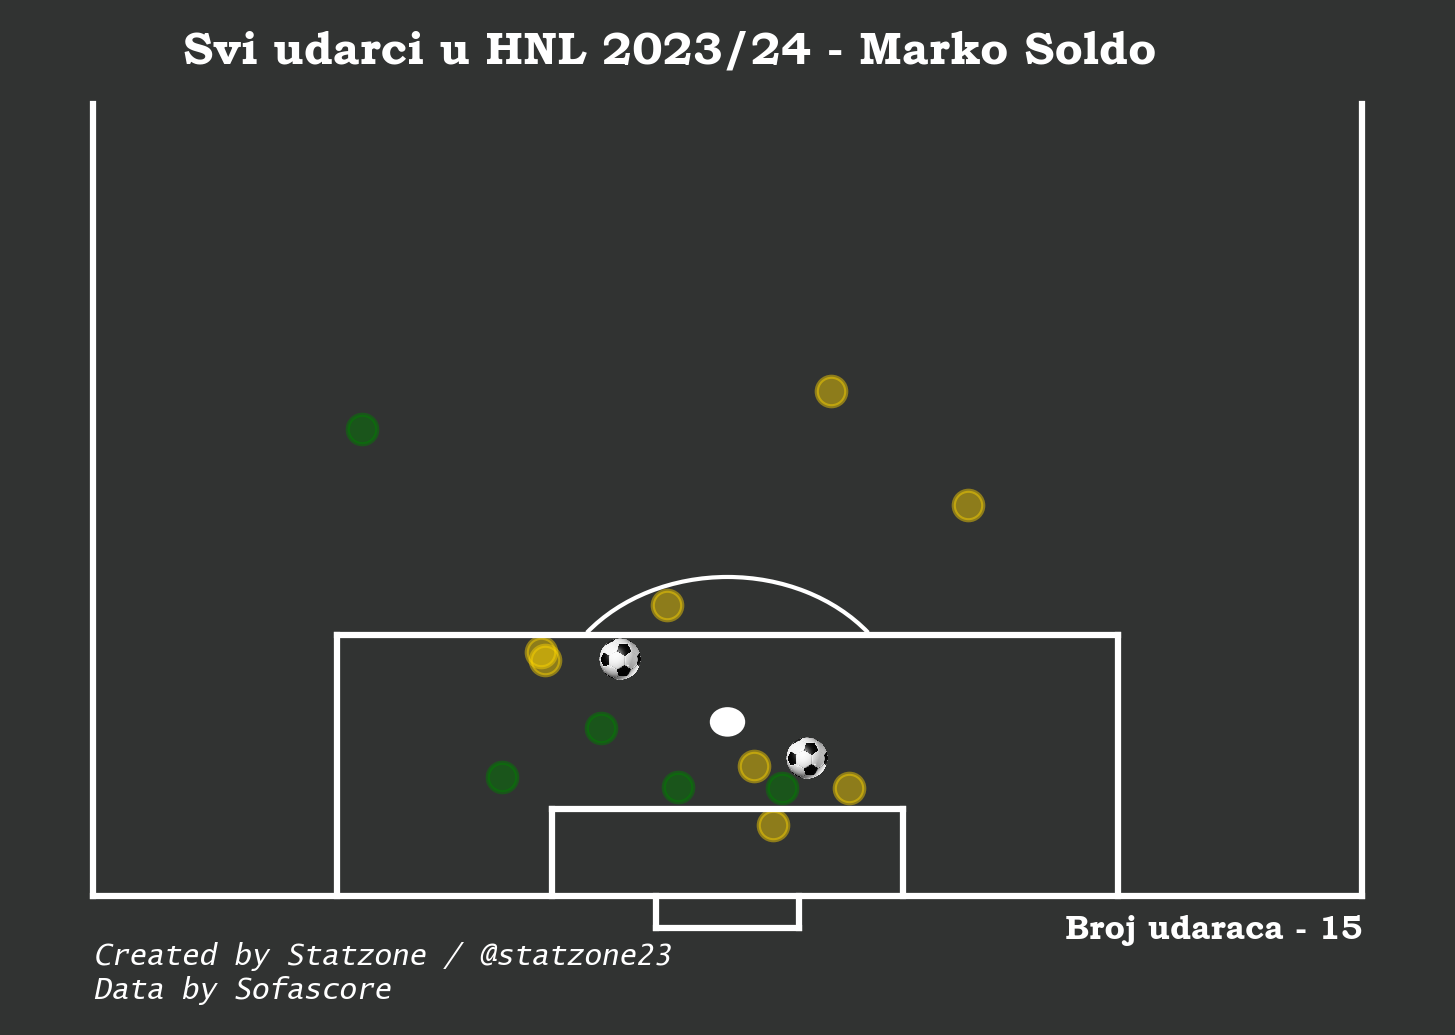 Svi udarci u HNL 2023/24 - Marko Soldo
Broj udaraca - 15
Created by Statzone / @statzone23
Data by Sofascore